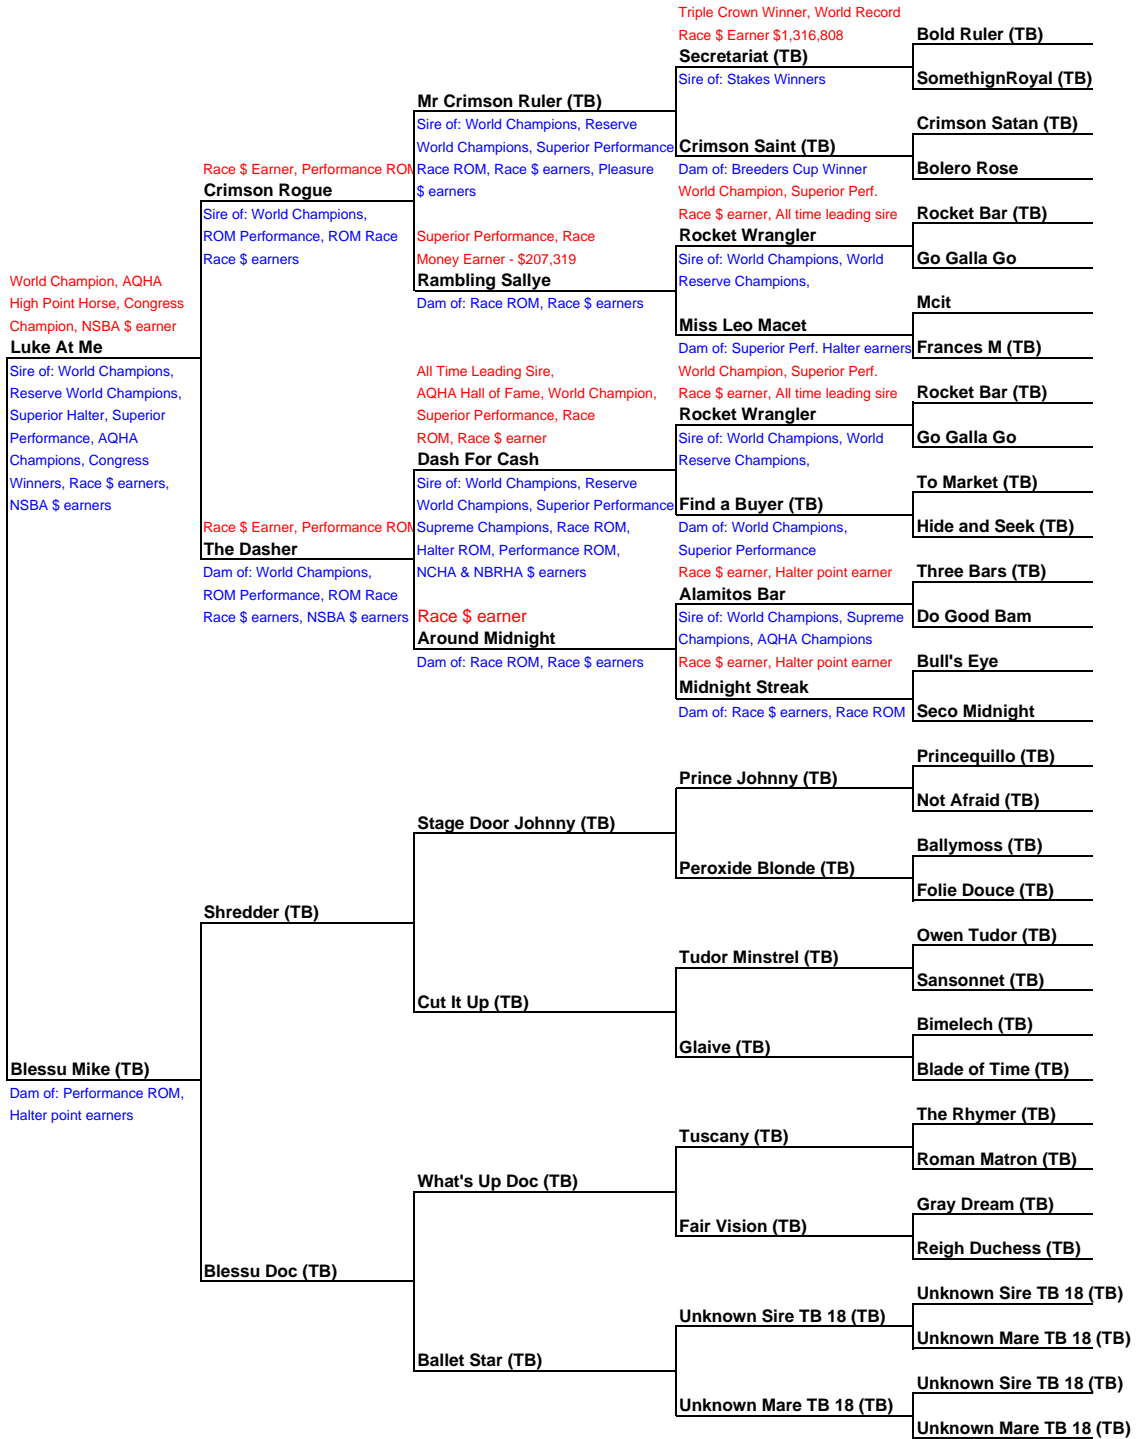 World Champion, AQHA
High Point Horse, Congress
Champion, NSBA $ earner
Luke At Me
Sire of: World Champions,
Reserve World Champions,
Superior Halter, Superior
Performance, AQHA
Champions, Congress
Winners, Race $ earners,
NSBA $ earners
Blessu Mike (TB)
Dam of: Performance ROM,
Halter point earners
Race $ Earner, Performance ROM
Crimson Rogue
Sire of: World Champions,
ROM Performance, ROM Race
Race $ earners
Race $ Earner, Performance ROM
The Dasher
Dam of: World Champions,
ROM Performance, ROM Race
Race $ earners, NSBA $ earners
Shredder (TB)
Blessu Doc (TB)
Mr Crimson Ruler (TB)
Sire of: World Champions, Reserve
World Champions, Superior Performance
Race ROM, Race $ earners, Pleasure
$ earners
Superior Performance, Race
Money Earner - $207,319
Rambling Sallye
Dam of: Race ROM, Race $ earners
All Time Leading Sire,
AQHA Hall of Fame, World Champion,
Superior Performance, Race
ROM, Race $ earner
Dash For Cash
Sire of: World Champions, Reserve
World Champions, Superior Performance
Supreme Champions, Race ROM,
Halter ROM, Performance ROM,
NCHA & NBRHA $ earners
Race $ earner
Around Midnight
Dam of: Race ROM, Race $ earners
Stage Door Johnny (TB)
Cut It Up (TB)
What's Up Doc (TB)
Ballet Star (TB)
Triple Crown Winner, World Record
Race $ Earner $1,316,808
Secretariat (TB)
Sire of: Stakes Winners
Crimson Saint (TB)
Dam of: Breeders Cup Winner
World Champion, Superior Perf.
Race $ earner, All time leading sire
Rocket Wrangler
Sire of: World Champions, World
Reserve Champions,
Miss Leo Macet
Dam of: Superior Perf. Halter earners
World Champion, Superior Perf.
Race $ earner, All time leading sire
Rocket Wrangler
Sire of: World Champions, World
Reserve Champions,
Find a Buyer (TB)
Dam of: World Champions,
Superior Performance
Race $ earner, Halter point earner
Alamitos Bar
Sire of: World Champions, Supreme
Champions, AQHA Champions
Race $ earner, Halter point earner
Midnight Streak
Dam of: Race $ earners, Race ROM
Prince Johnny (TB)
Peroxide Blonde (TB)
Tudor Minstrel (TB)
Glaive (TB)
Tuscany (TB)
Fair Vision (TB)
Unknown Sire TB 18 (TB)
Unknown Mare TB 18 (TB)
Bold Ruler (TB)
SomethignRoyal (TB)
Crimson Satan (TB)
Bolero Rose
Rocket Bar (TB)
Go Galla Go
Mcit
Frances M (TB)
Rocket Bar (TB)
Go Galla Go
To Market (TB)
Hide and Seek (TB)
Three Bars (TB)
Do Good Bam
Bull's Eye
Seco Midnight
Princequillo (TB)
Not Afraid (TB)
Ballymoss (TB)
Folie Douce (TB)
Owen Tudor (TB)
Sansonnet (TB)
Bimelech (TB)
Blade of Time (TB)
The Rhymer (TB)
Roman Matron (TB)
Gray Dream (TB)
Reigh Duchess (TB)
Unknown Sire TB 18 (TB)
Unknown Mare TB 18 (TB)
Unknown Sire TB 18 (TB)
Unknown Mare TB 18 (TB)